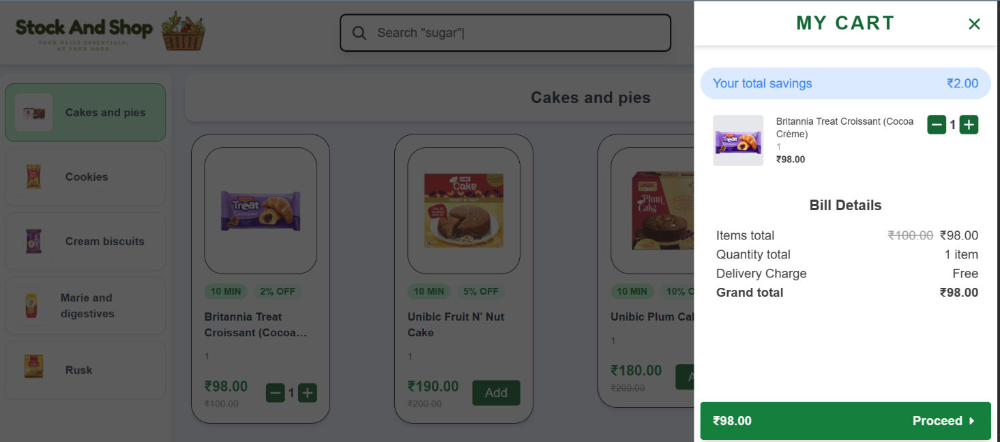 Stock And Shop
YOUR DAILY ESSENTIALS,
AT YOUR DOOR.
Search "sugar"|
MY CART
Cakes and pies
Cookies
Cream biscuits
Marie and
digestives
Rusk
Cakes and pies
Treat
CROISSANT
10 MIN
2% OFF
Britannia Treat
Croissant (Cocoa...
1
₹98.00
₹100.00
1
UNIBIC
Cake
FRUIT N' NUT
10 MIN
5% OFF
Unibic Fruit N' Nut
Cake
1
₹190.00
₹200.00
Add
UNIBIC
Plum
Cake
10 MIN
10%
Unibic Plum
1
₹180.00
₹200.00
Your total savings
₹2.00
Treat
CROISSANT
Britannia Treat Croissant (Cocoa
Crème)
1
₹98.00
1
Bill Details
Items total ₹100.00 ₹98.00
Quantity total 1 item
Delivery Charge Free
Grand total ₹98.00
₹98.00
Proceed